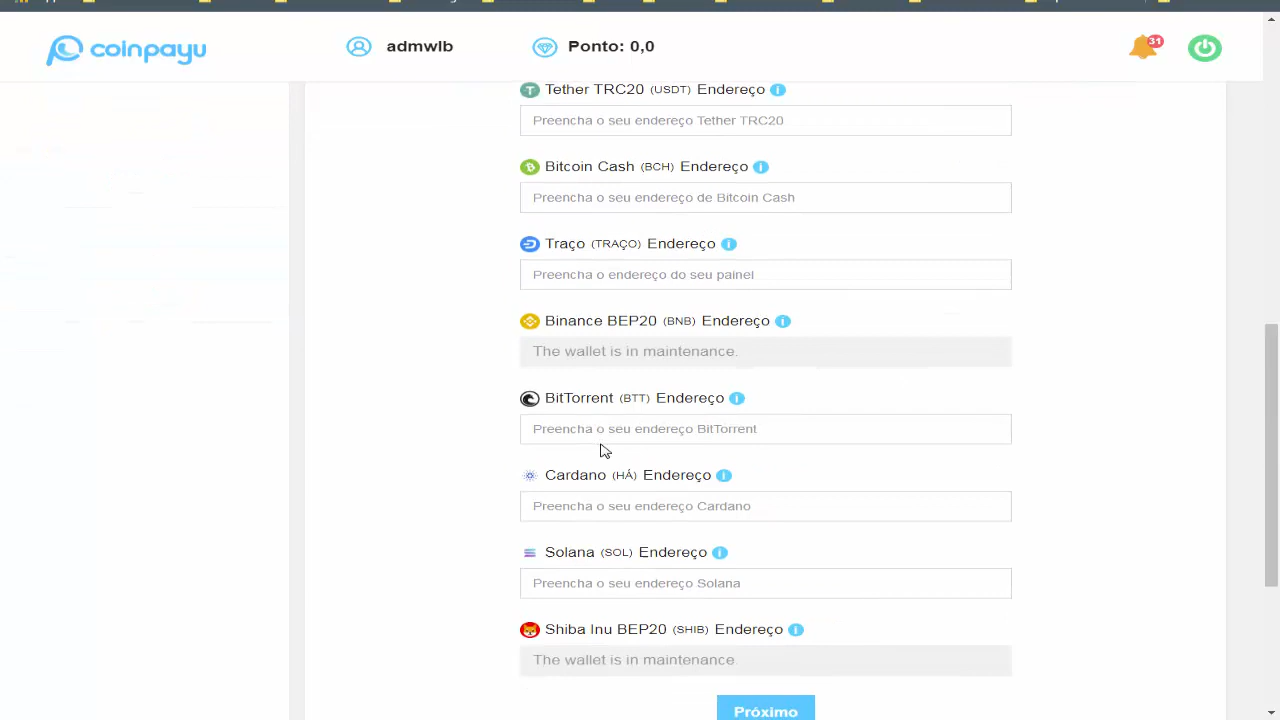 coinpayu
admwlb
Ponto: 0,0
31
Tether TRC20 (USDT) Endereço
Preencha o seu endereço Tether TRC20
Bitcoin Cash (BCH) Endereço
Preencha o seu endereço de Bitcoin Cash
Traço (TRAÇO) Endereço
Preencha o endereço do seu painel
Binance BEP20 (BNB) Endereço
The wallet is in maintenance.
BitTorrent (BTT) Endereço
Preencha o seu endereço BitTorrent
Cardano (HÁ) Endereço
Preencha o seu endereço Cardano
Solana (SOL) Endereço
Preencha o seu endereço Solana
Shiba Inu BEP20 (SHIB) Endereço
The wallet is in maintenance.
Próximo